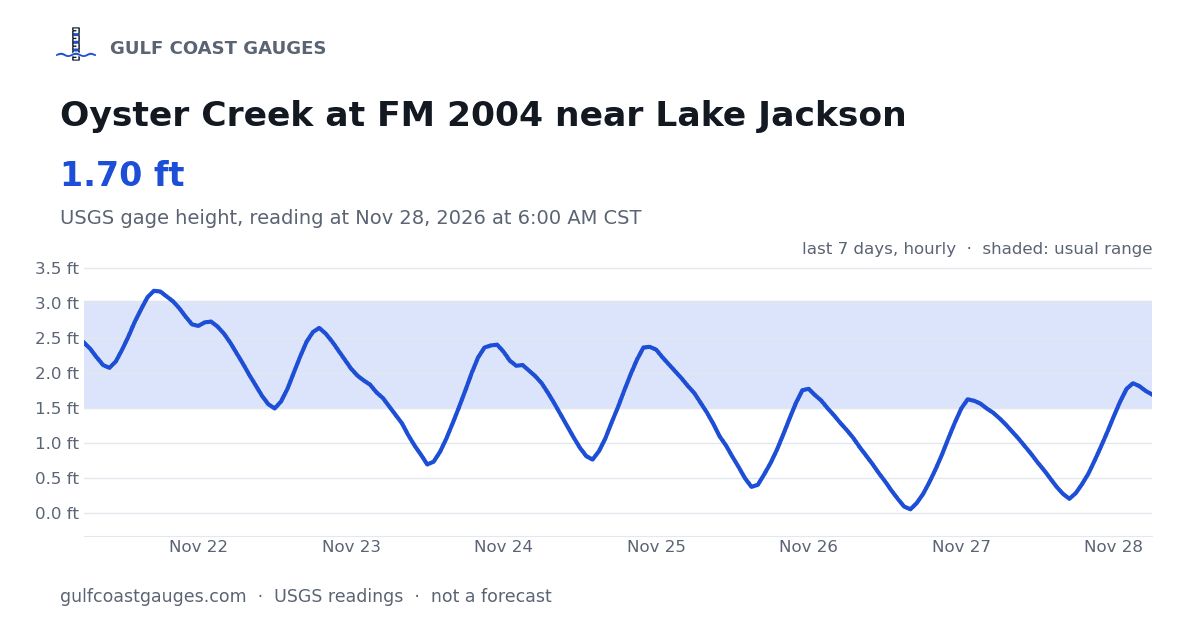 GULF COAST GAUGES
Oyster Creek at FM 2004 near Lake Jackson
1.70 ft
USGS gage height, reading at Nov 28, 2026 at 6:00 AM CST
last 7 days, hourly · shaded: usual range
3.5 ft
3.0 ft
2.5 ft
2.0 ft
1.5 ft
1.0 ft
0.5 ft
0.0 ft
Nov 22 Nov 23 Nov 24 Nov 25 Nov 26 Nov 27 Nov 28
gulfcoastgauges.com · USGS readings · not a forecast